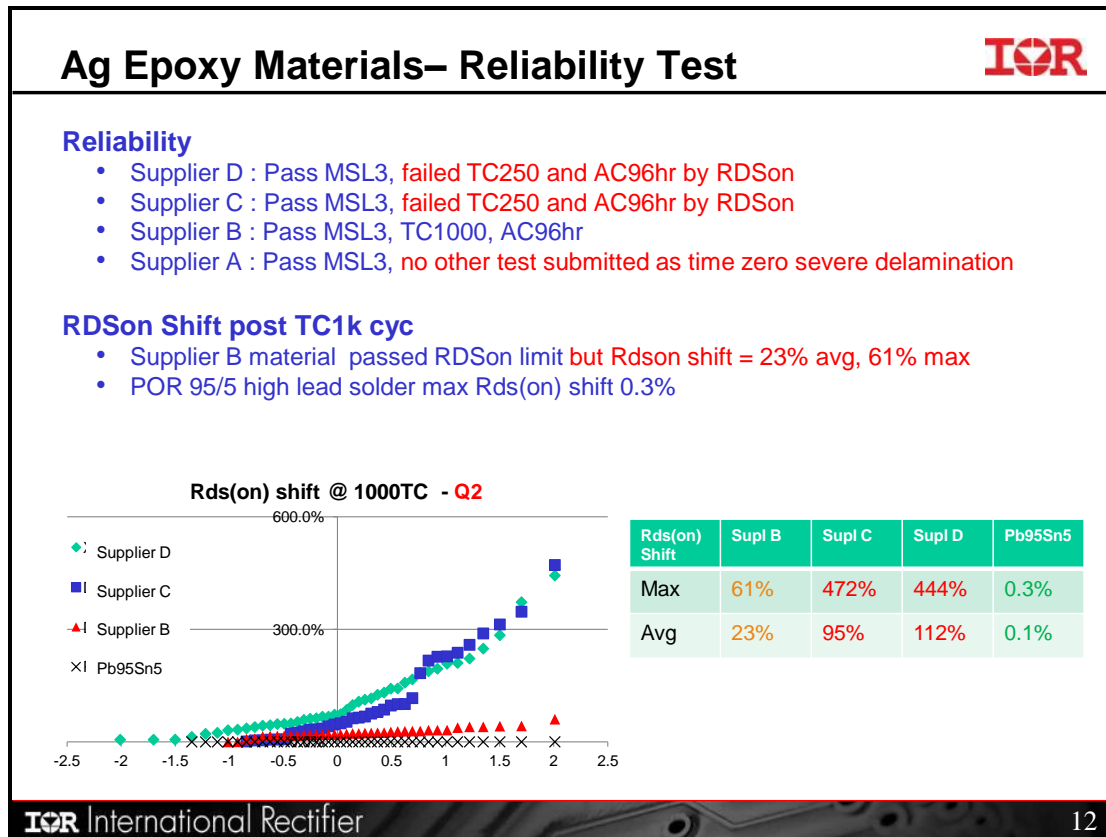 Ag Epoxy Materials– Reliability Test
IOR
Reliability
• Supplier D : Pass MSL3, failed TC250 and AC96hr by RDSon
• Supplier C : Pass MSL3, failed TC250 and AC96hr by RDSon
• Supplier B : Pass MSL3, TC1000, AC96hr
• Supplier A : Pass MSL3, no other test submitted as time zero severe delamination
RDSon Shift post TC1k cyc
• Supplier B material passed RDSon limit but Rdson shift = 23% avg, 61% max
• POR 95/5 high lead solder max Rds(on) shift 0.3%
Rds(on) shift @ 1000TC - Q2
600.0%
300.0%
Supplier D
Supplier C
Supplier B
Pb95Sn5
-2.5 -2 -1.5 -1 -0.5 0 0.5 1 1.5 2 2.5
Rds(on) Shift Supl B Supl C Supl D Pb95Sn5
Max 61% 472% 444% 0.3%
Avg 23% 95% 112% 0.1%
IOR International Rectifier
12